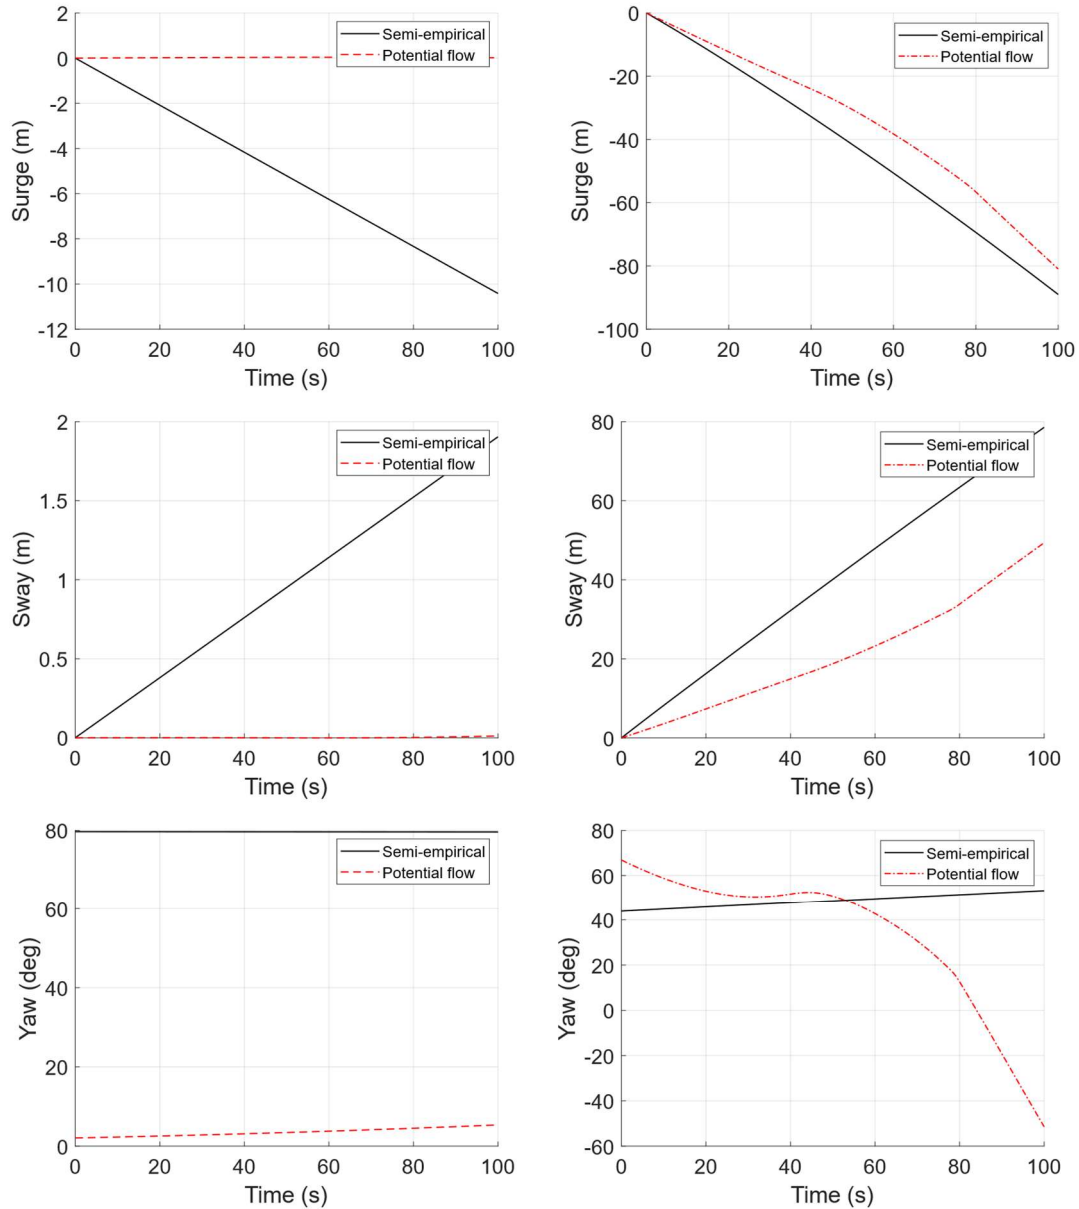 2
0
-2
-4
-6
-8
-10
-12
Surge (m)
0 20 40 60 80 100
Time (s)
Semi-empirical
Potential flow
0
-20
-40
-60
-80
-100
Surge (m)
0 20 40 60 80 100
Time (s)
Semi-empirical
Potential flow
2
1.5
1
0.5
0
Sway (m)
0 20 40 60 80 100
Time (s)
Semi-empirical
Potential flow
80
60
40
20
0
Sway (m)
0 20 40 60 80 100
Time (s)
Semi-empirical
Potential flow
80
60
40
20
0
Yaw (deg)
0 20 40 60 80 100
Time (s)
Semi-empirical
Potential flow
80
60
40
20
0
-20
-40
-60
Yaw (deg)
0 20 40 60 80 100
Time (s)
Semi-empirical
Potential flow